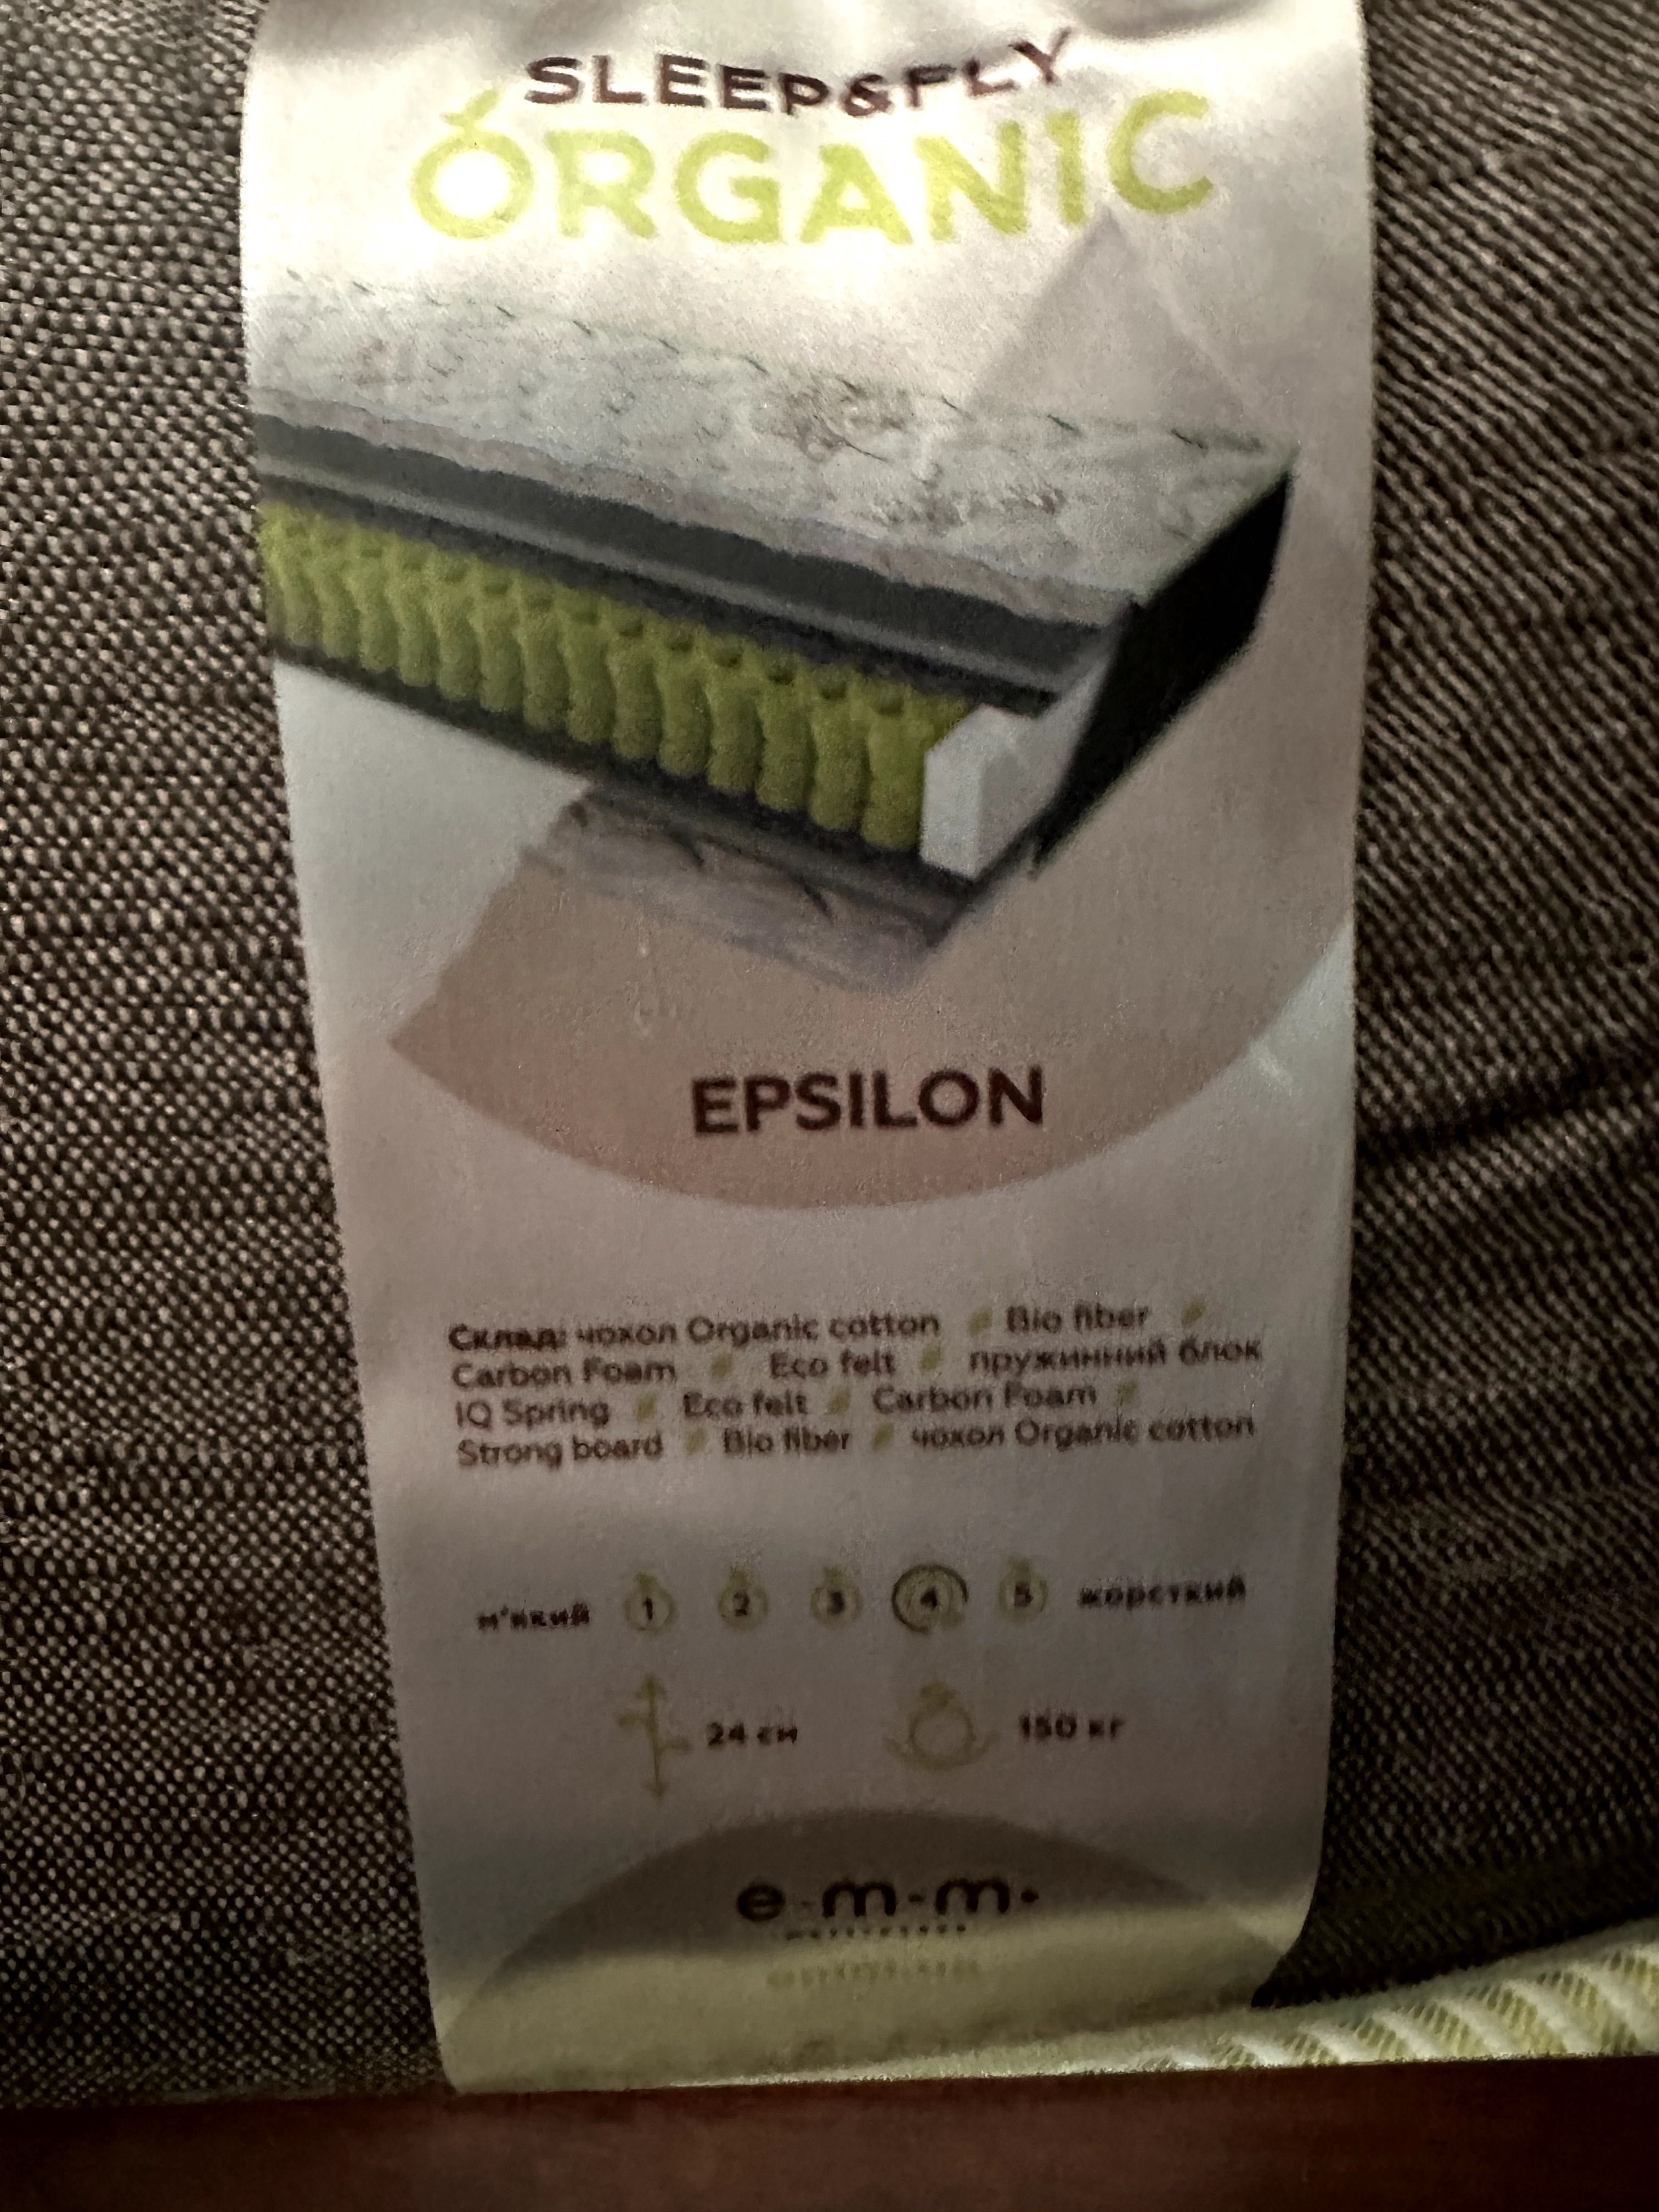 SLEEP&FLY
ORGANIC
EPSILON
Склад: чохол Organic cotton Bio fiber
Carbon Foam Eco felt пружинний блок
IQ Spring Eco felt Carbon Foam
Strong board Bio fiber чохол Organic cotton
м'який 1 2 3 4 5 жорсткий
24 см 150 кг
e-m-m